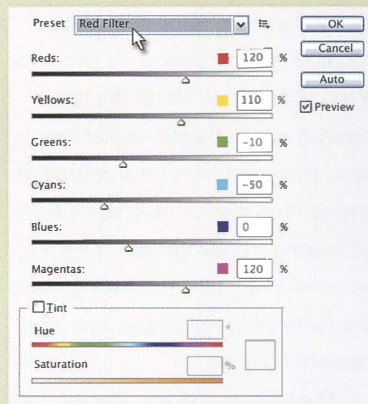 Preset Red Filter OK
Cancel
Reds: 120 % Auto
Yellows: 110 % Preview
Greens: -10 %
Cyans: -50 %
Blues: 0 %
Magentas: 120 %
Tint
Hue °
Saturation %